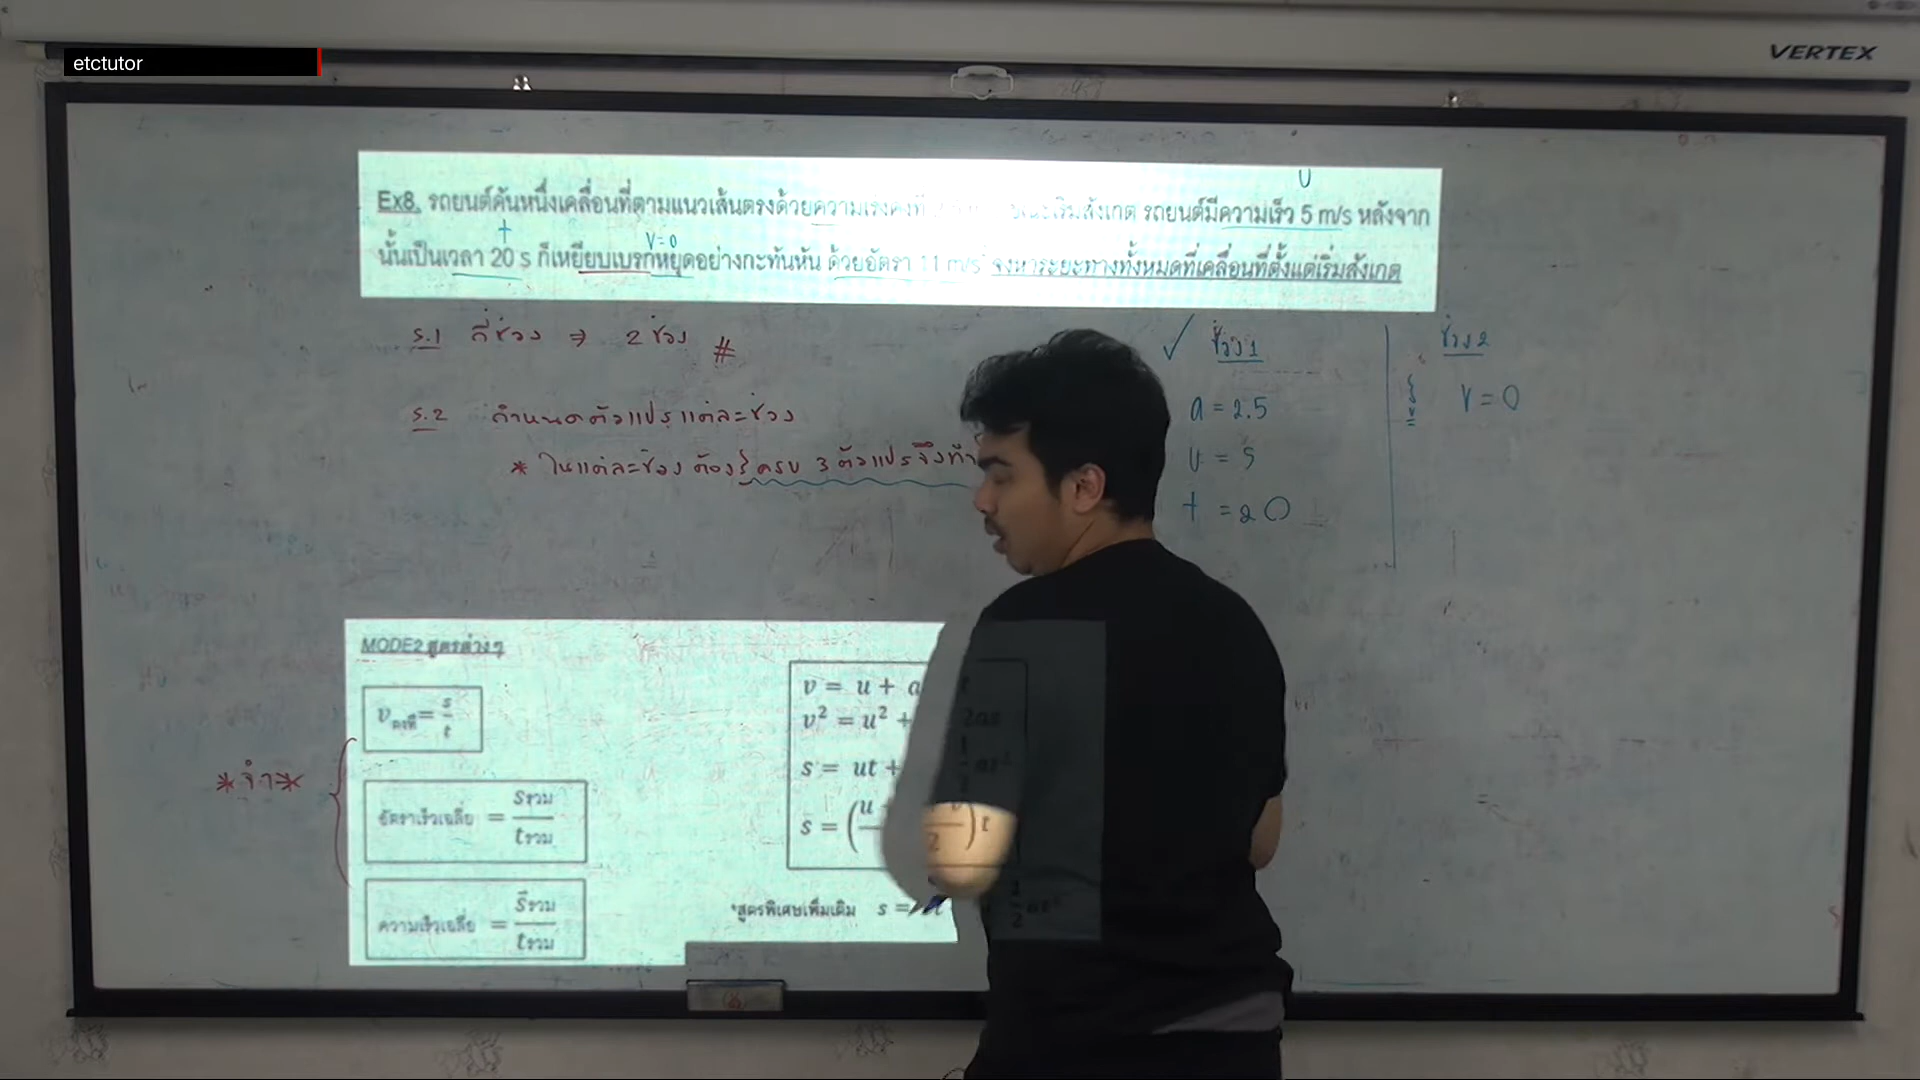 etctutor
VERTEX
U
Ex8. รถยนต์คันหนึ่งเคลื่อนที่ตามแนวเส้นตรงด้วยความเร่งคงที่ ขณะเริ่มสังเกต รถยนต์มีความเร็ว 5 m/s หลังจาก
t
V=0
นั้นเป็นเวลา 20 s ก็เหยียบเบรกหยุดอย่างกะทันหัน ด้วยอัตรา 11 m/s² จงหาระยะทางทั้งหมดที่เคลื่อนที่ตั้งแต่เริ่มสังเกต
S.1 กี่ช่วง ⇒ 2 ช่วง #
S.2 กำหนดตัวแปรแต่ละช่วง
* ในแต่ละช่วง ต้องรู้ครบ 3 ตัวแปรจึงทำ
✓ ช่วง 1
a = 2.5
u = 5
t = 20
ช่วง 2
V = 0
MODE2 สูตรต่างๆ
v คงที่ = s/t
*จำ*
อัตราเร็วเฉลี่ย = Sรวม/tรวม
ความเร็วเฉลี่ย = S⃗รวม/tรวม
v = u + a t
v² = u² + 2as
s = ut + 1/2 at²
s = (u + v/2) t
*สูตรพิเศษเพิ่มเติม s =